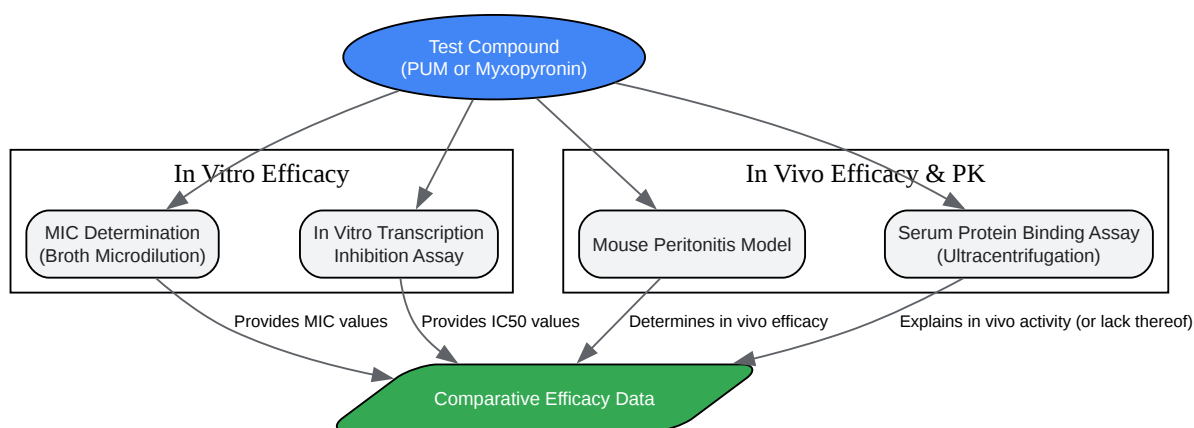 Test Compound
(PUM or Myxopyronin)
In Vitro Efficacy
In Vivo Efficacy & PK
MIC Determination
(Broth Microdilution)
In Vitro Transcription
Inhibition Assay
Mouse Peritonitis Model
Serum Protein Binding Assay
(Ultracentrifugation)
Provides MIC values
Provides IC50 values
Determines in vivo efficacy
Explains in vivo activity (or lack thereof)
Comparative Efficacy Data